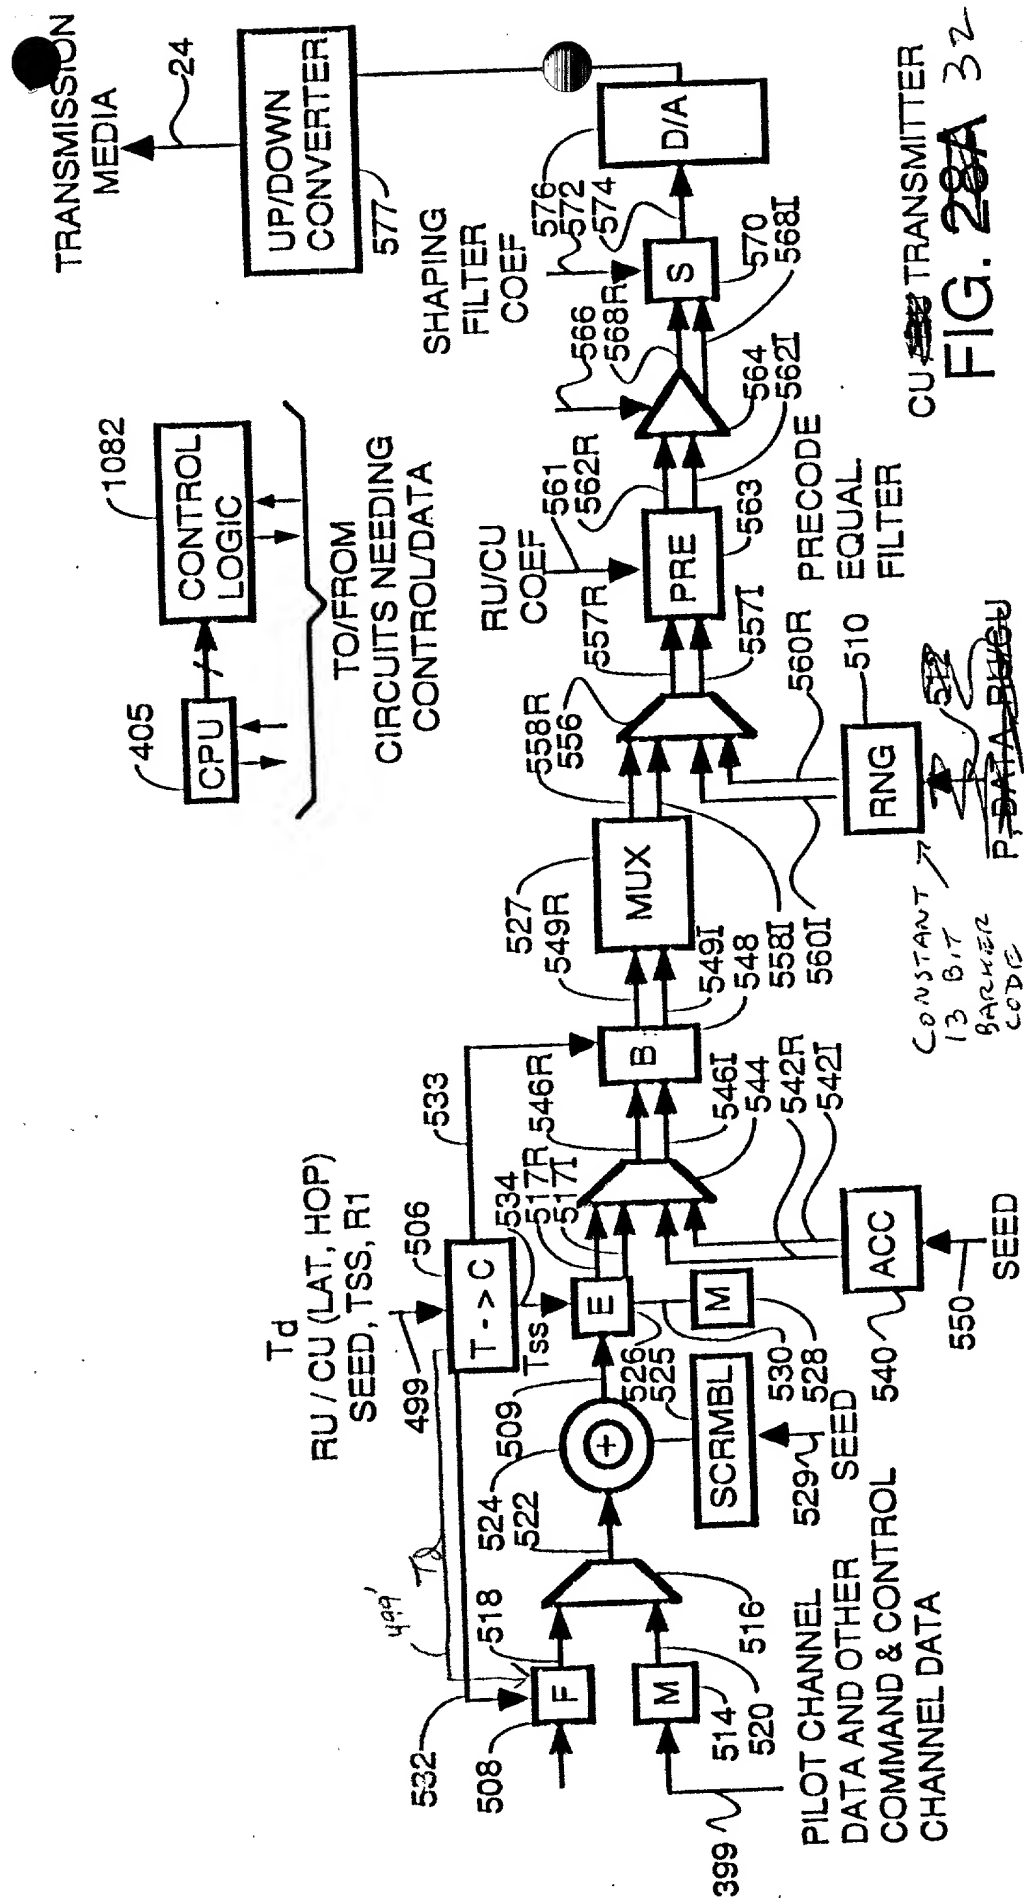 TRANSMISSION
MEDIA
24
UP/DOWN
CONVERTER
577
1082
CONTROL
LOGIC
405
CPU
TO/FROM
CIRCUITS NEEDING
CONTROL/DATA
SHAPING
FILTER
COEF
576
572
574
D/A
S
570
568I
566
568R
564
562I
RU/CU
COEF
561
562R
557R
PRE
563
557I
PRECODE
EQUAL.
FILTER
558R
556
560R
RNG
510
512
P, DATA, RU/CU
CONSTANT
13 BIT
BARKER
CODE
527
549R
MUX
549I
548
558I
560I
533
B
546R
546I
544
542R
542I
ACC
540
550
SEED
Td
RU / CU (LAT, HOP)
SEED, TSS, R1
499
506
T -> C
Tss
534
517R
517I
E
M
526
525
530
528
509
+
SCRMBL
529
SEED
524
522
516
499'
Td
532
518
508
F
M
514
520
399
PILOT CHANNEL
DATA AND OTHER
COMMAND & CONTROL
CHANNEL DATA
CU TRANSMITTER
FIG. 28A 32